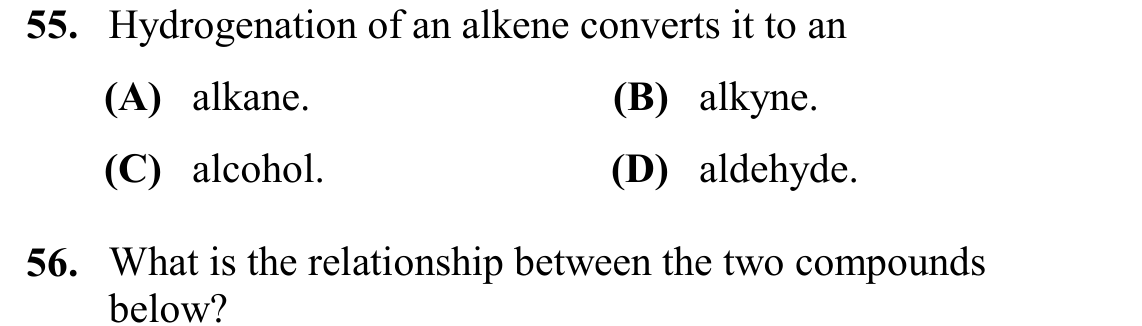 55. Hydrogenation of an alkene converts it to an
(A) alkane. (B) alkyne.
(C) alcohol. (D) aldehyde.
56. What is the relationship between the two compounds
below?